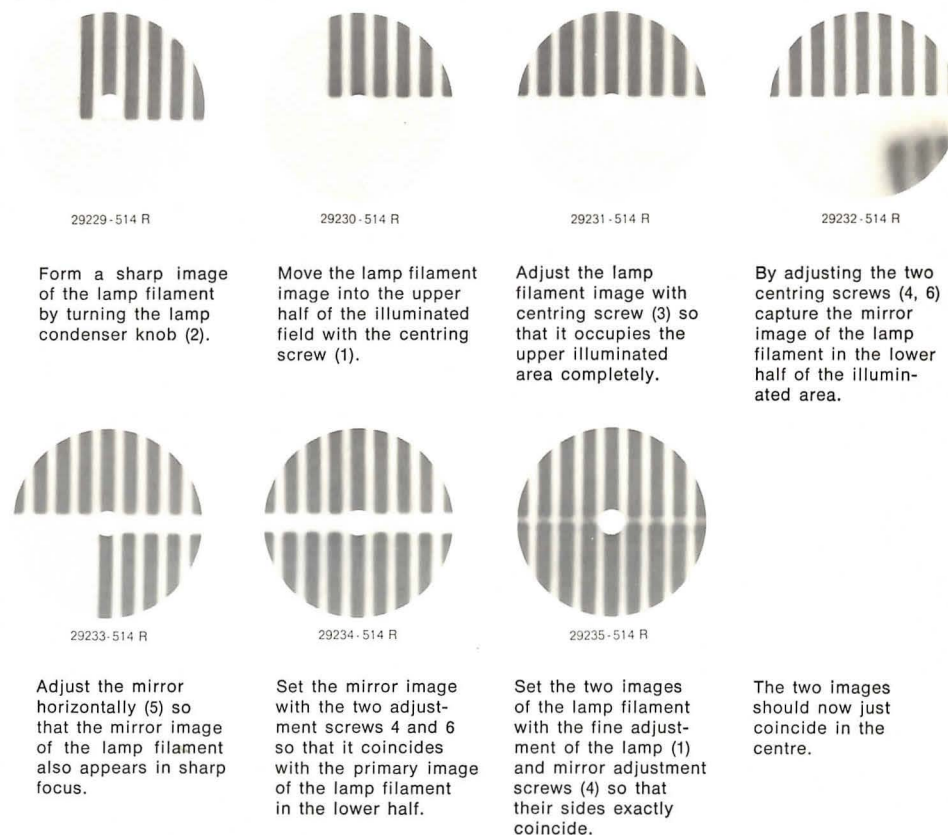 29229-514 R
29230-514 R
29231-514 R
29232-514 R
Form a sharp image
of the lamp filament
by turning the lamp
condenser knob (2).
Move the lamp filament
image into the upper
half of the illuminated
field with the centring
screw (1).
Adjust the lamp
filament image with
centring screw (3) so
that it occupies the
upper illuminated
area completely.
By adjusting the two
centring screws (4, 6)
capture the mirror
image of the lamp
filament in the lower
half of the illumin-
ated area.
29233-514 R
29234-514 R
29235-514 R
Adjust the mirror
horizontally (5) so
that the mirror image
of the lamp filament
also appears in sharp
focus.
Set the mirror image
with the two adjust-
ment screws 4 and 6
so that it coincides
with the primary image
of the lamp filament
in the lower half.
Set the two images
of the lamp filament
with the fine adjust-
ment of the lamp (1)
and mirror adjustment
screws (4) so that
their sides exactly
coincide.
The two images
should now just
coincide in the
centre.